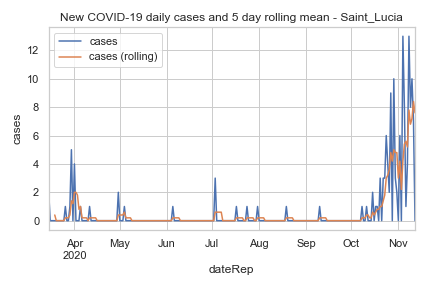 New COVID-19 daily cases and 5 day rolling mean - Saint_Lucia
cases
cases (rolling)
cases
12
10
8
6
4
2
0
Apr May Jun Jul Aug Sep Oct Nov
2020
dateRep